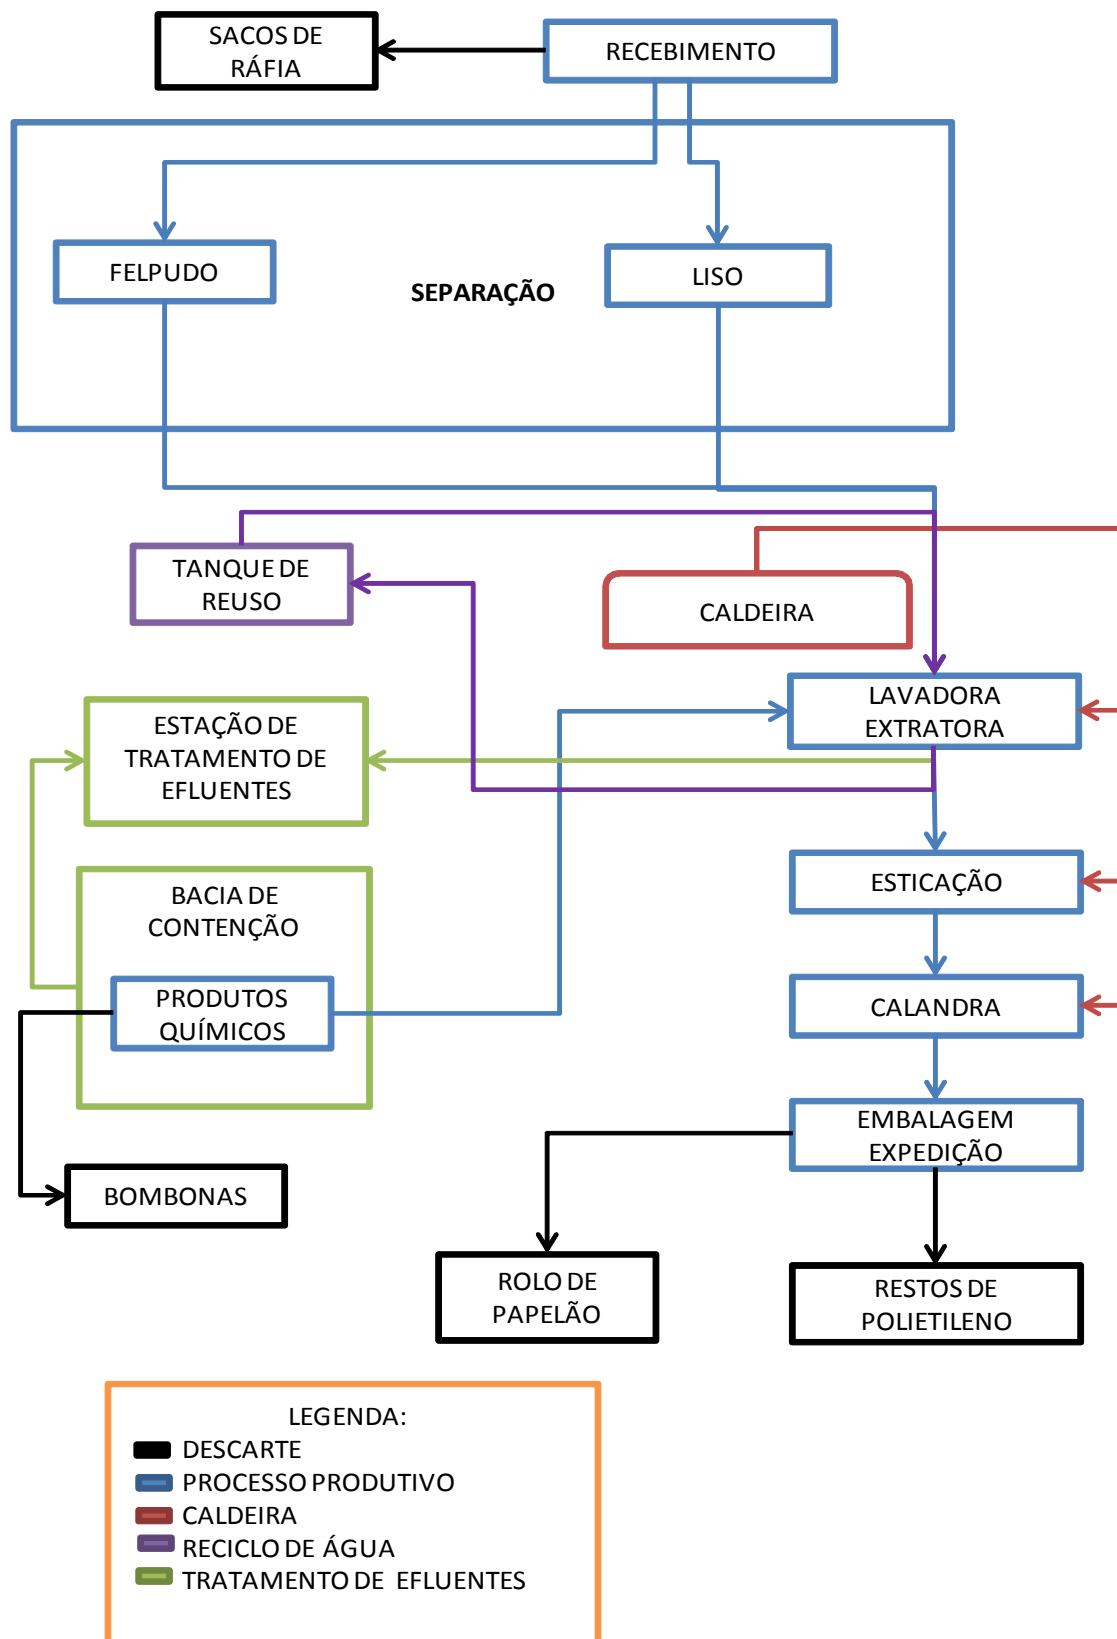 SACOS DE
RÁFIA
RECEBIMENTO
FELPUDO
SEPARAÇÃO
LISO
TANQUE DE
REUSO
CALDEIRA
LAVADORA
EXTRATORA
ESTAÇÃO DE
TRATAMENTO DE
EFLUENTES
ESTICAÇÃO
BACIA DE
CONTENÇÃO
PRODUTOS
QUÍMICOS
CALANDRA
EMBALAGEM
EXPEDIÇÃO
BOMBONAS
ROLO DE
PAPELÃO
RESTOS DE
POLIETILENO
LEGENDA:
DESCARTE
PROCESSO PRODUTIVO
CALDEIRA
RECICLO DE ÁGUA
TRATAMENTO DE EFLUENTES